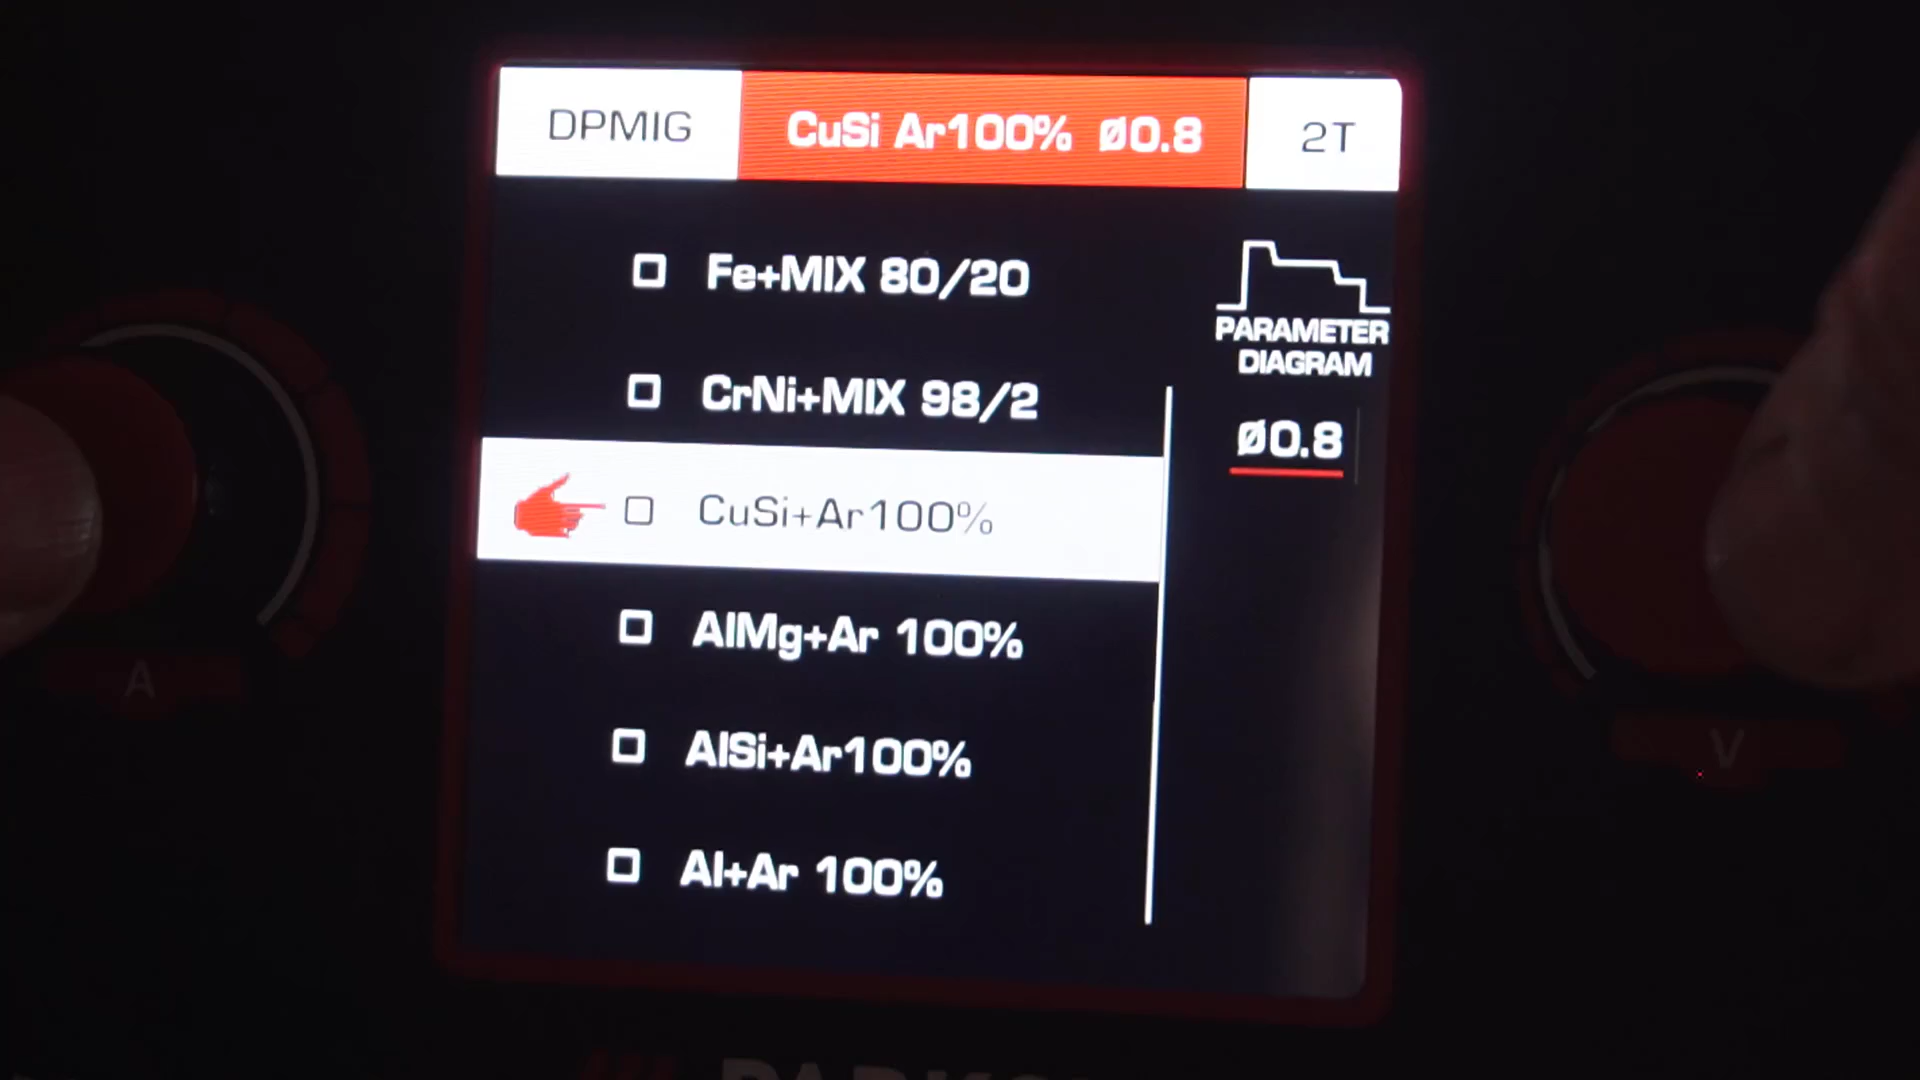 DPMIG CuSi Ar100% Ø0.8 2T
Fe+MIX 80/20
CrNi+MIX 98/2
CuSi+Ar100%
AlMg+Ar 100%
AlSi+Ar100%
Al+Ar 100%
PARAMETER
DIAGRAM
Ø0.8
A
V